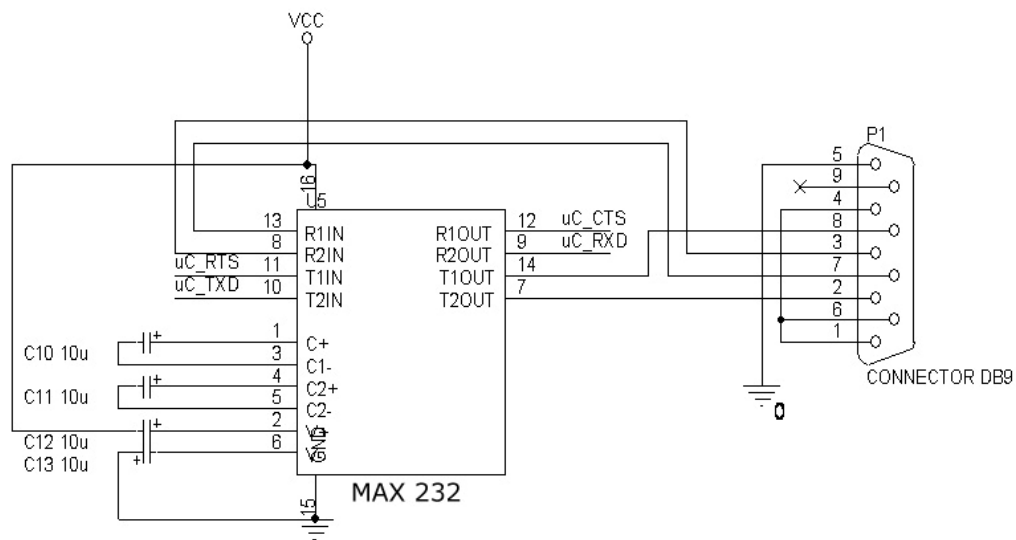 VCC
P1
16
U5
13 R1IN
8 R2IN
uC_RTS 11 T1IN
uC_TXD 10 T2IN
R1OUT 12 uC_CTS
R2OUT 9 uC_RXD
T1OUT 14
T2OUT 7
5
9
4
8
3
7
2
6
1
CONNECTOR DB9
0
1 C+
C10 10u + 3 C1-
4 C2+
C11 10u + 5 C2-
2 V+
C12 10u + 6 V-
C13 10u +
GND
15
MAX 232